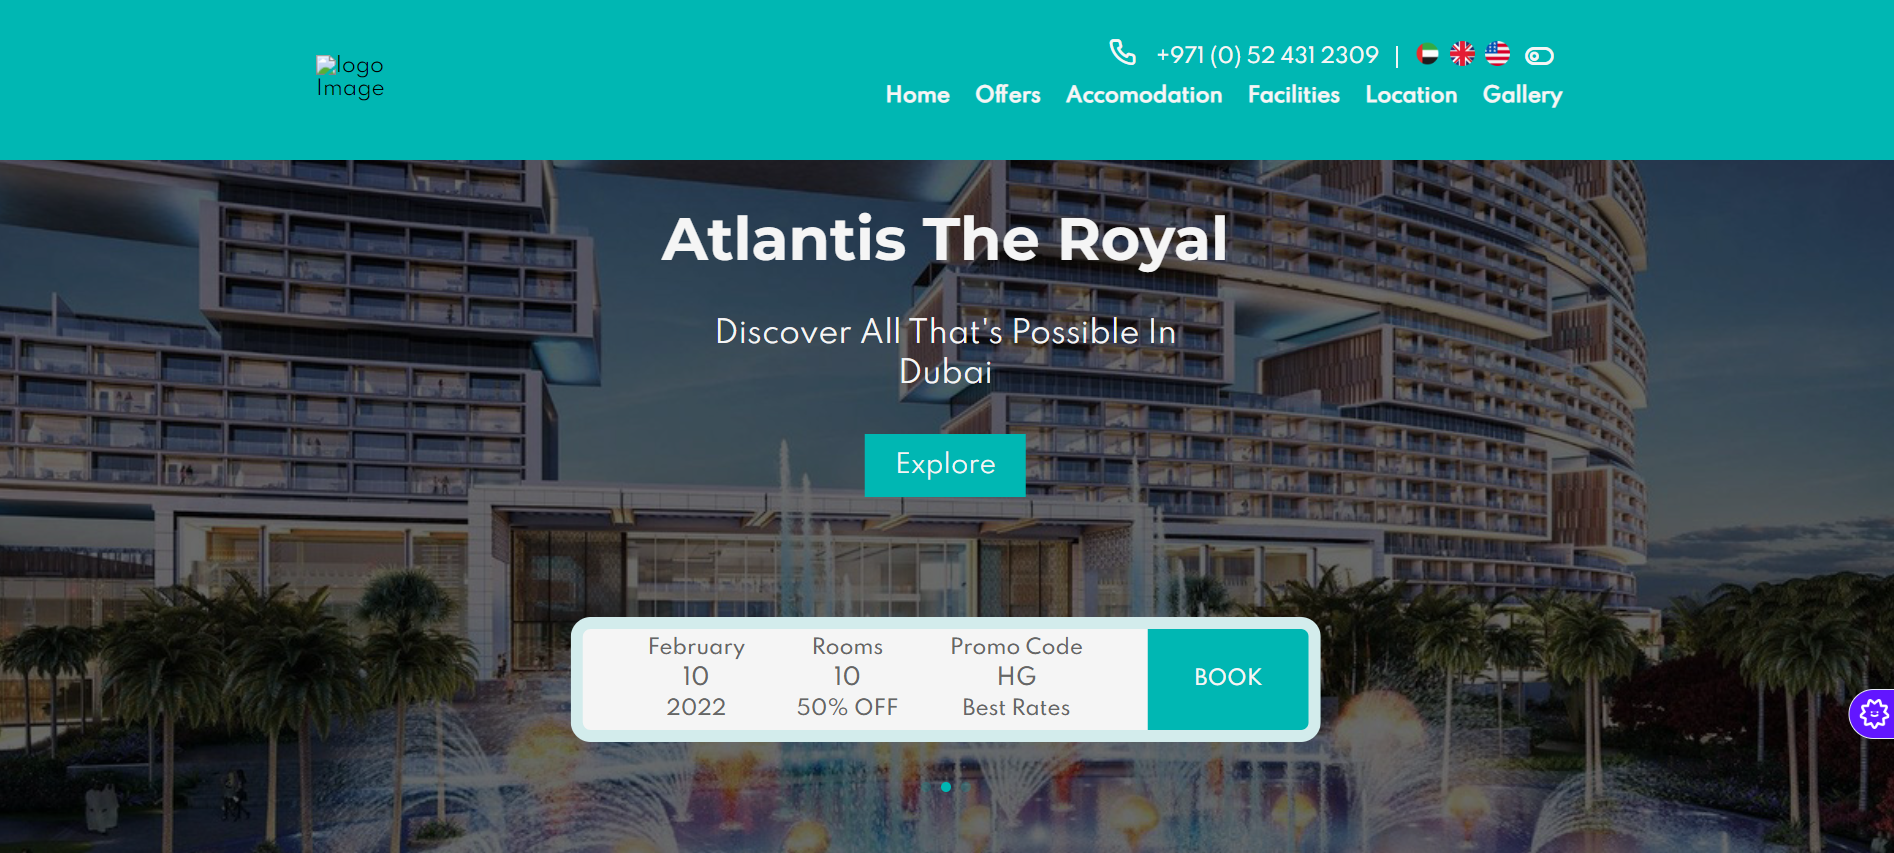 logo
Image
+971 (0) 52 431 2309 |
Home Offers Accomodation Facilities Location Gallery
Atlantis The Royal
Discover All That's Possible In
Dubai
Explore
February
10
2022
Rooms
10
50% OFF
Promo Code
HG
Best Rates
BOOK